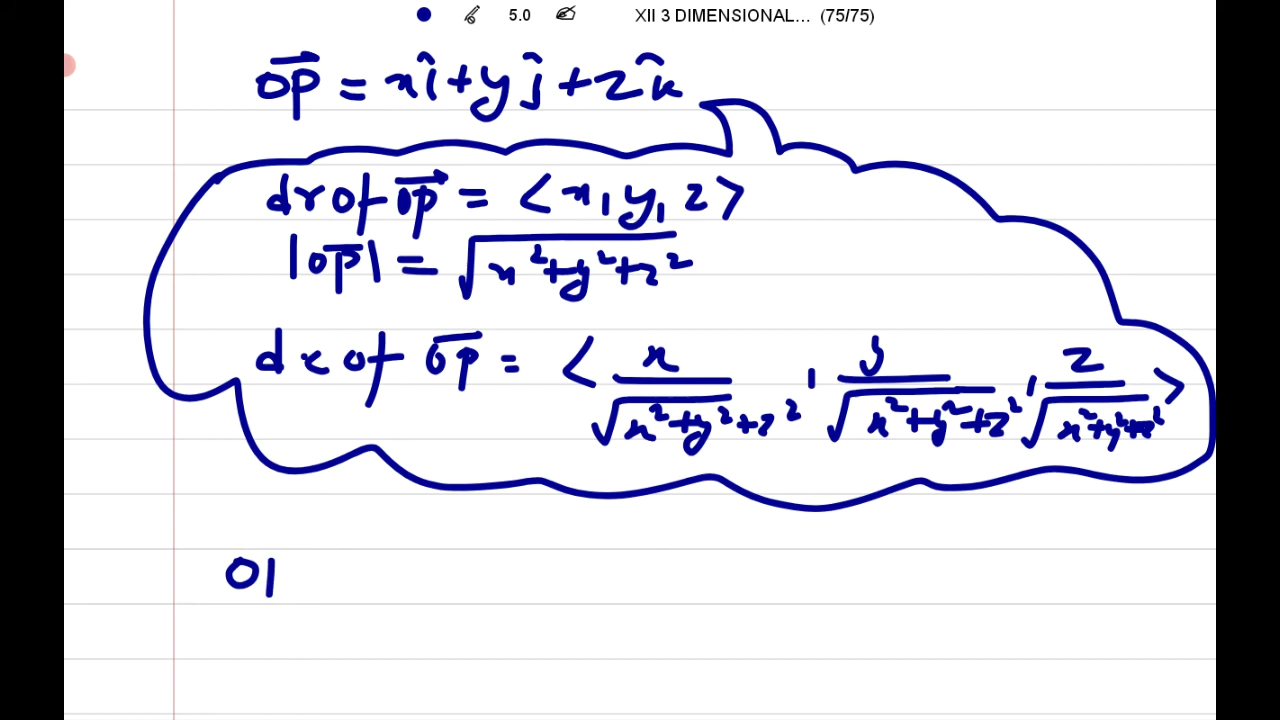 5.0 XII 3 DIMENSIONAL... (75/75)
→OP = xî+yĵ+zk̂
dr of →OP = <x, y, z>
|→OP| = √(x²+y²+z²)
dc of →OP = < x/√(x²+y²+z²), y/√(x²+y²+z²), z/√(x²+y²+z²) >
OI